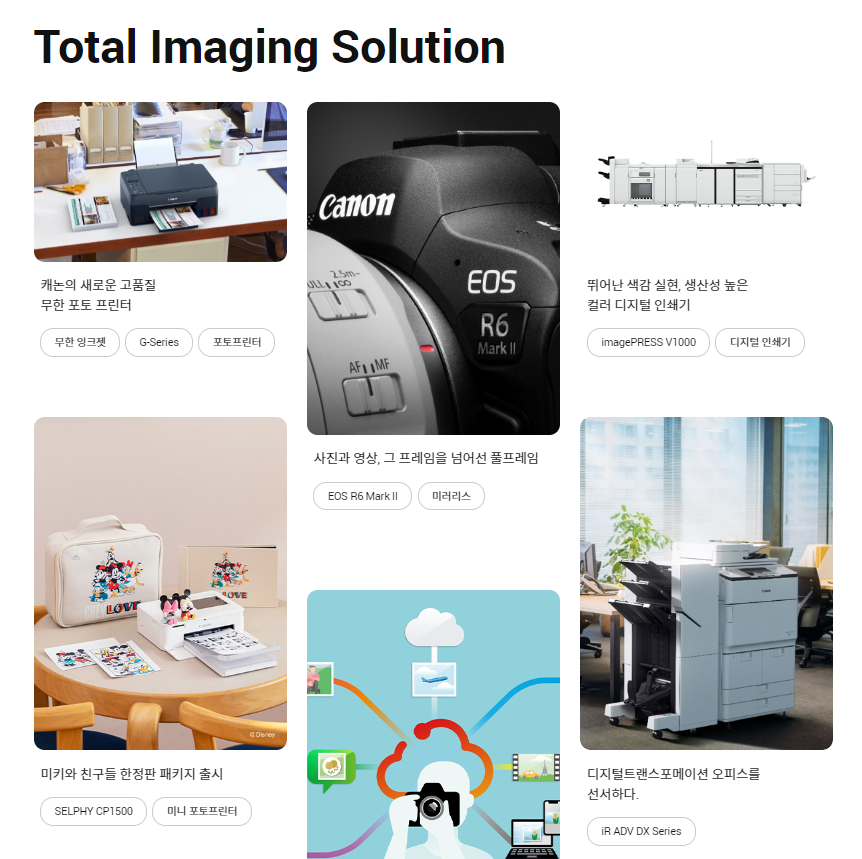 Total Imaging Solution
캐논의 새로운 고품질
무한 포토 프린터
무한 잉크젯
G-Series
포토프린터
Canon
2.5m-
FULL
∞
EOS
R6
Mark II
AF MF
사진과 영상, 그 프레임을 넘어선 풀프레임
EOS R6 Mark II
미러리스
뛰어난 색감 실현, 생산성 높은
컬러 디지털 인쇄기
imagePRESS V1000
디지털 인쇄기
LOVE
LOVE
© Disney
미키와 친구들 한정판 패키지 출시
SELPHY CP1500
미니 포토프린터
Canon
디지털트랜스포메이션 오피스를
선서하다.
iR ADV DX Series